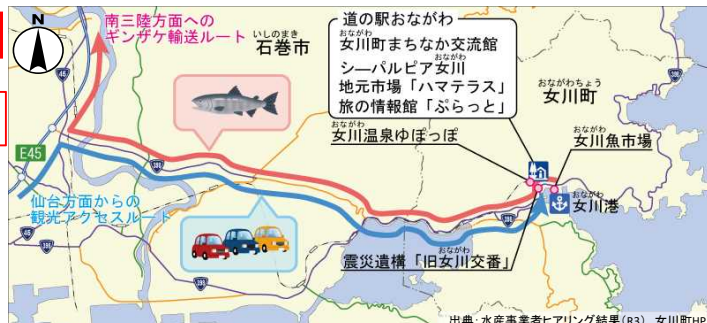 南三陸方面への
ギンザケ輸送ルート
N
いしのまき
石巻市
道の駅おながわ
おながわ
女川町まちなか交流館
おながわ
シーパルピア女川
地元市場「ハマテラス」
旅の情報館「ぷらっと」
おながわちょう
女川町
おながわ
女川温泉ゆぽっぽ
おながわ
女川魚市場
E45
仙台方面からの
観光アクセスルート
おながわ
女川港
おながわ
震災遺構「旧女川交番」
398
398
398
出典:水産事業者ヒアリング結果(R3)、女川町HP